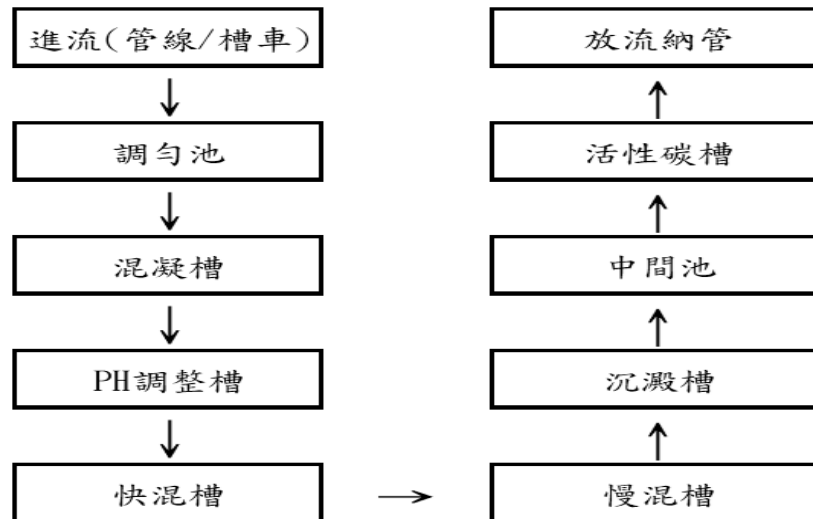 進流(管線/槽車)
調勻池
混凝槽
PH調整槽
快混槽
慢混槽
沉澱槽
中間池
活性碳槽
放流納管